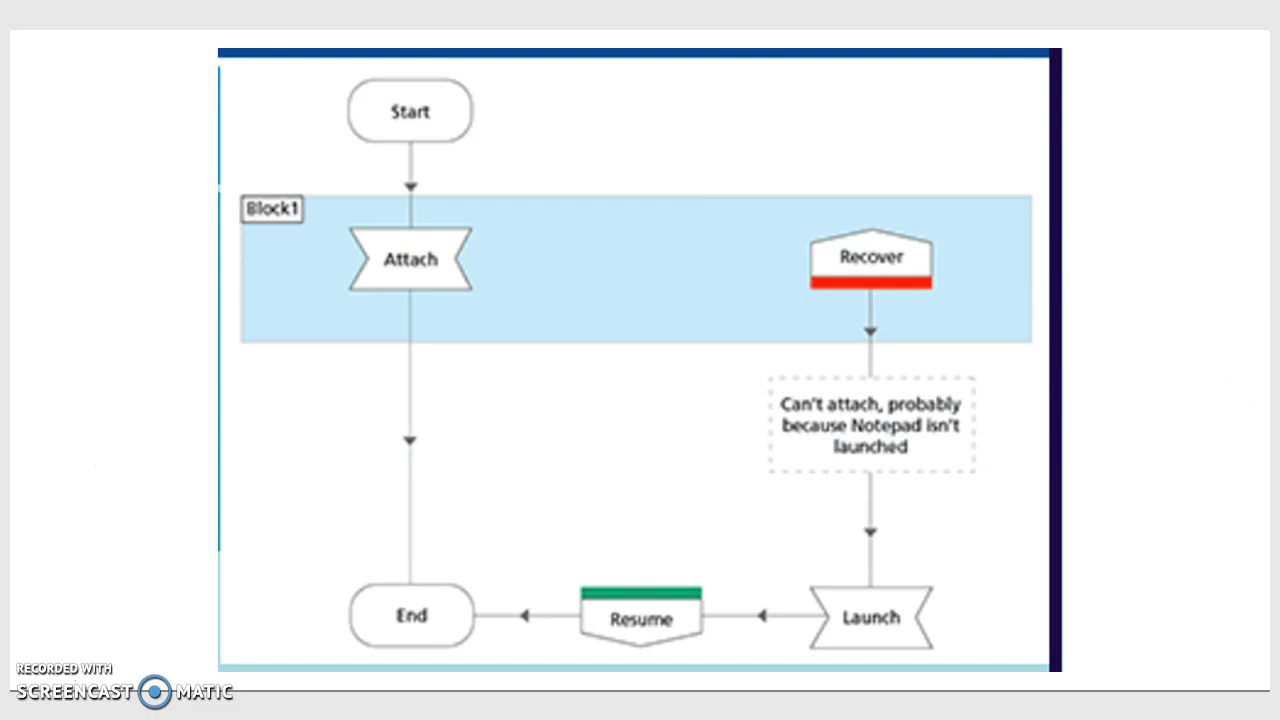 Start
Block1
Attach
Recover
Can't attach, probably
because Notepad isn't
launched
End
Resume
Launch
RECORDED WITH
SCREENCAST MATIC